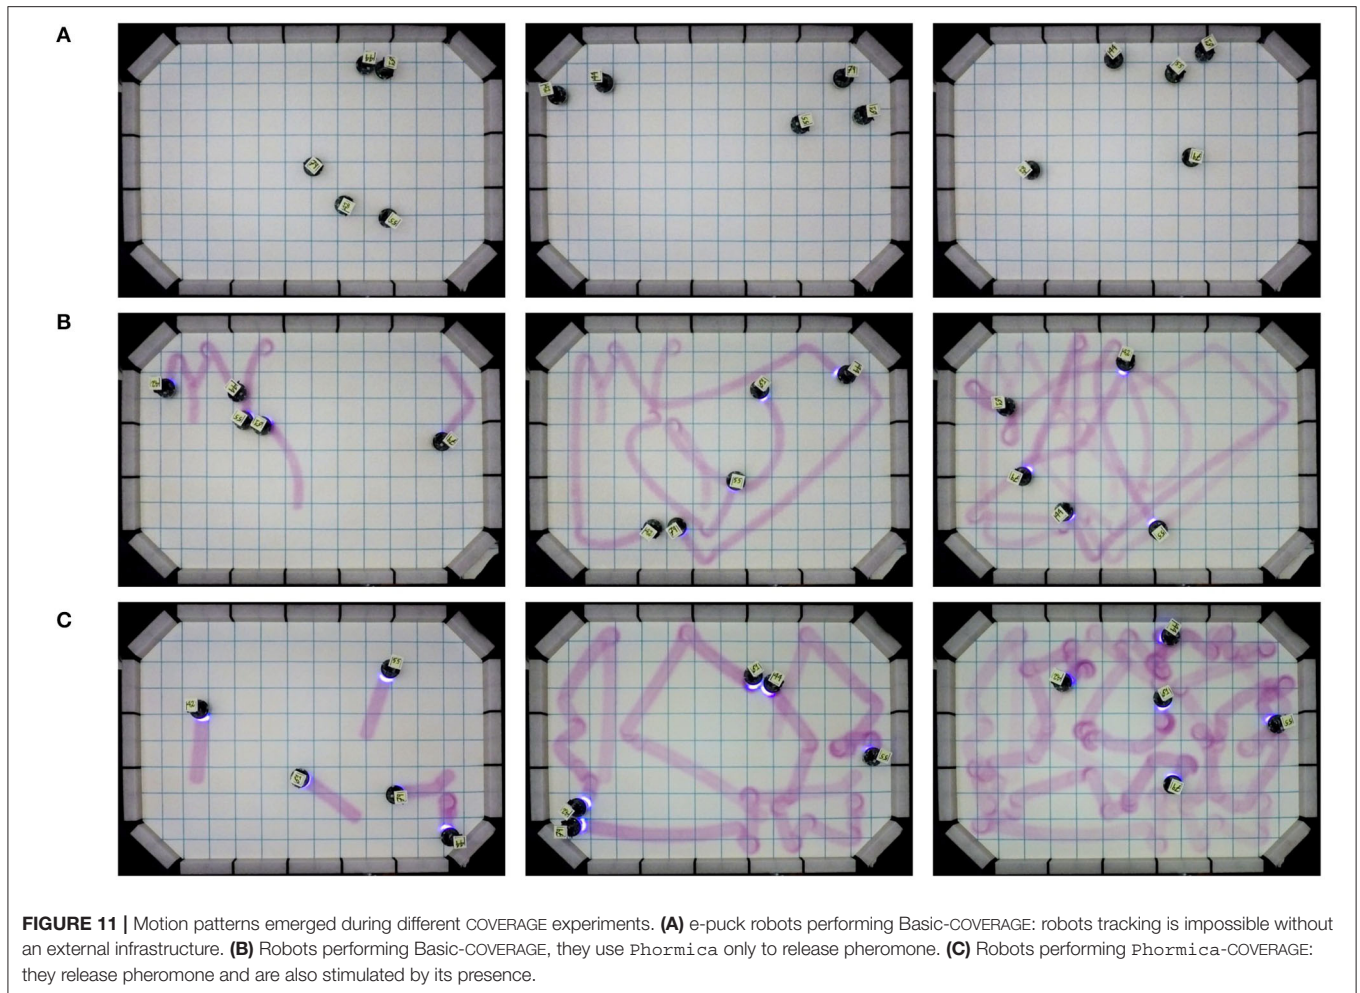 A
B
C
FIGURE 11 | Motion patterns emerged during different COVERAGE experiments. (A) e-puck robots performing Basic-COVERAGE: robots tracking is impossible without
an external infrastructure. (B) Robots performing Basic-COVERAGE, they use Phormica only to release pheromone. (C) Robots performing Phormica-COVERAGE:
they release pheromone and are also stimulated by its presence.